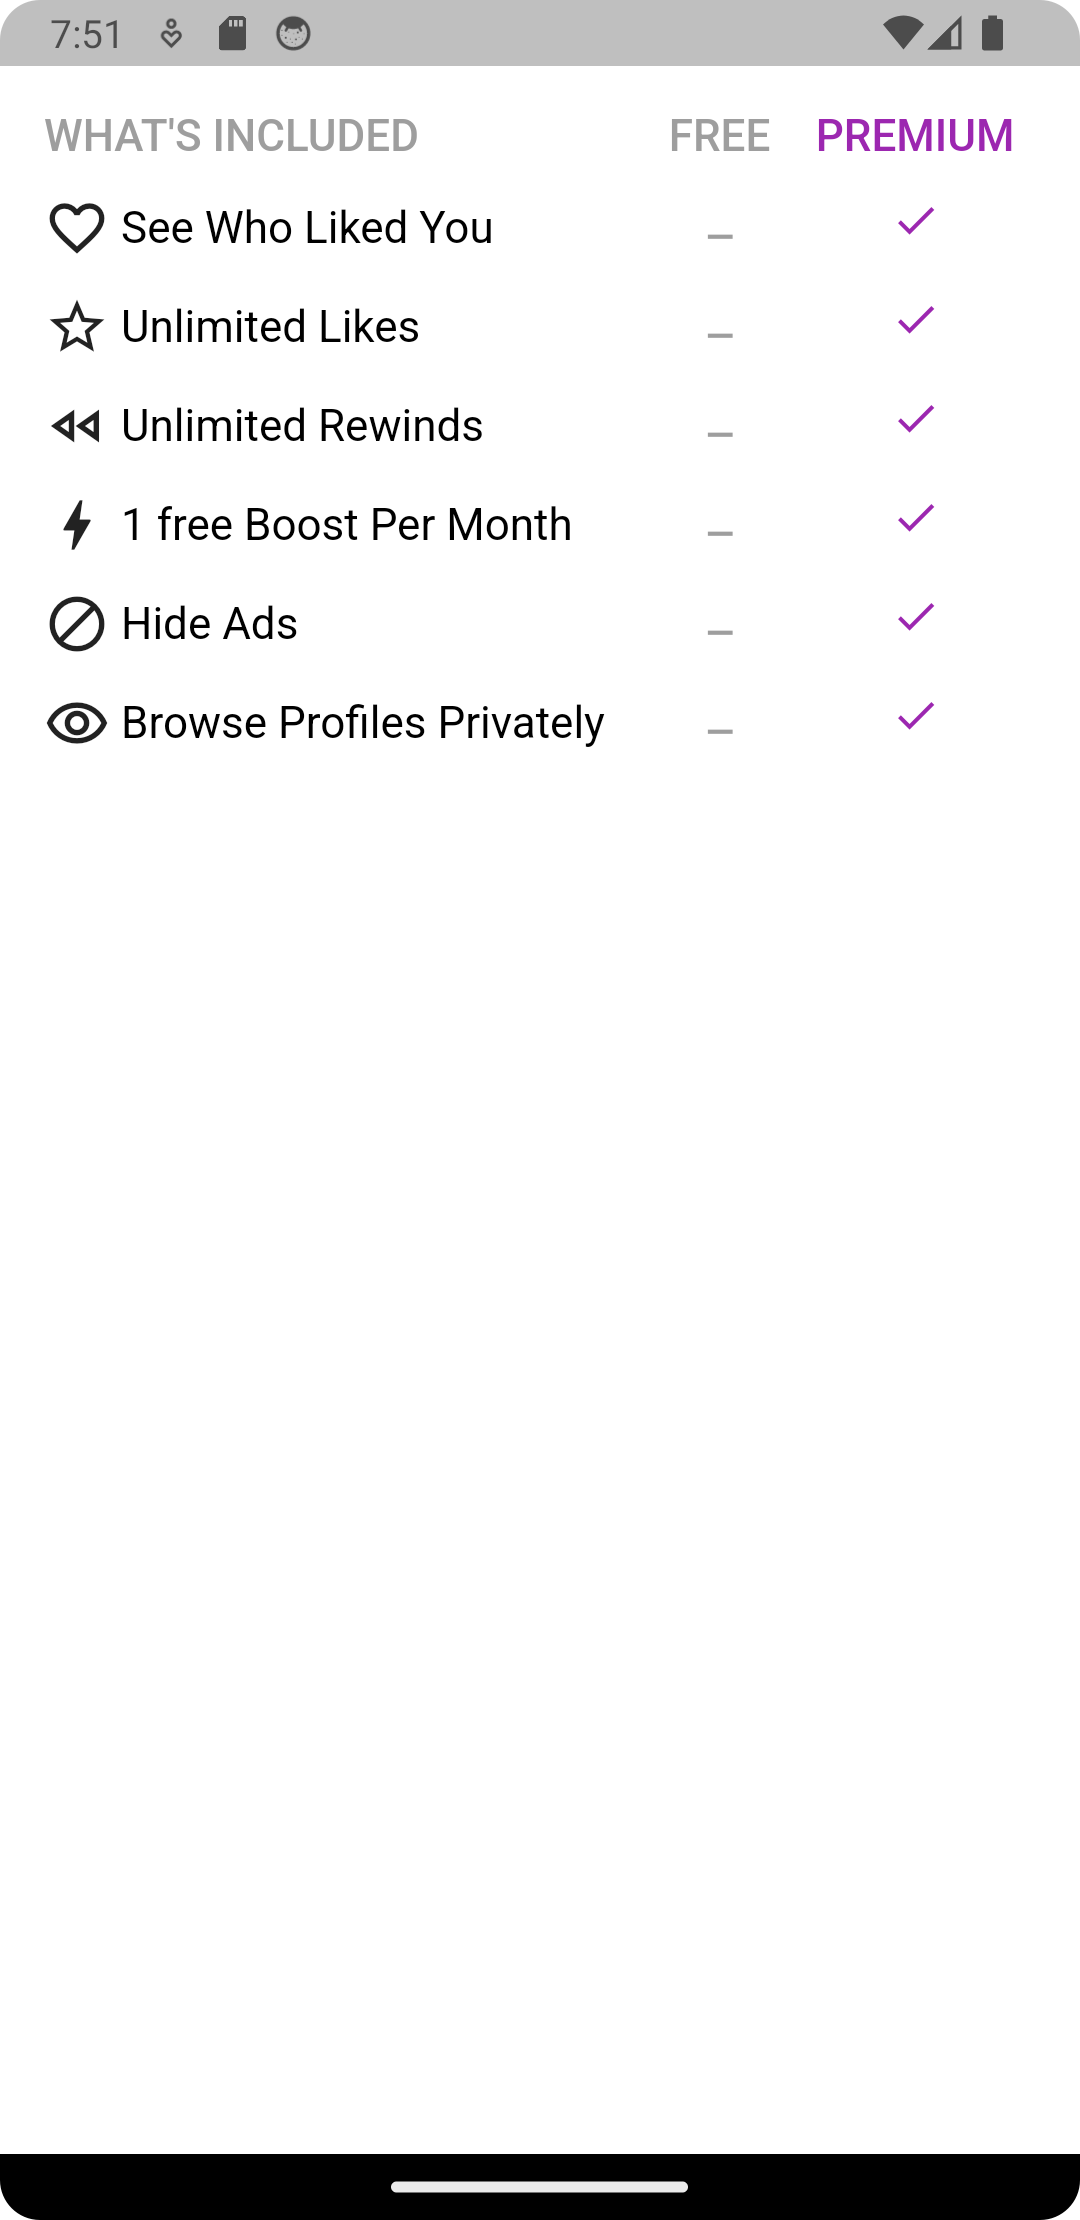 7:51
WHAT'S INCLUDED FREE PREMIUM
See Who Liked You –
Unlimited Likes –
Unlimited Rewinds –
1 free Boost Per Month –
Hide Ads –
Browse Profiles Privately –